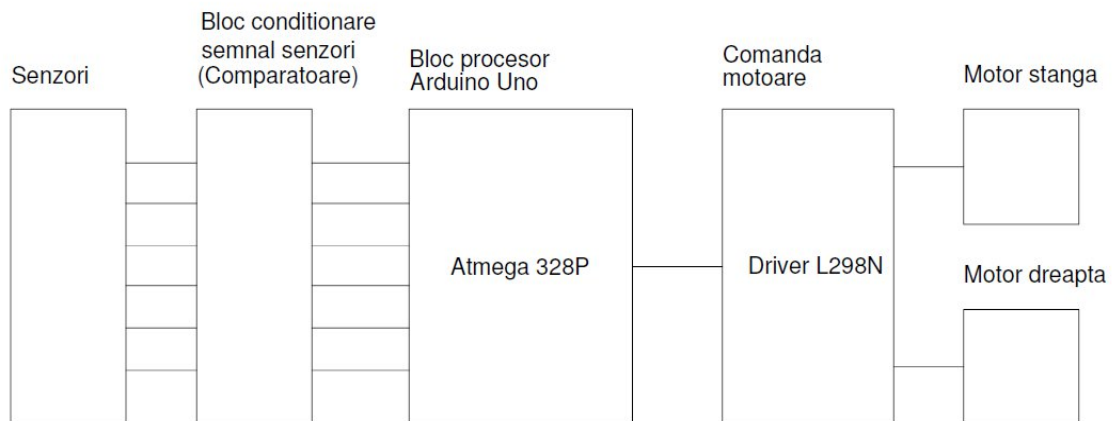 Senzori
Bloc conditionare
semnal senzori
(Comparatoare)
Bloc procesor
Arduino Uno
Comanda
motoare
Motor stanga
Atmega 328P
Driver L298N
Motor dreapta